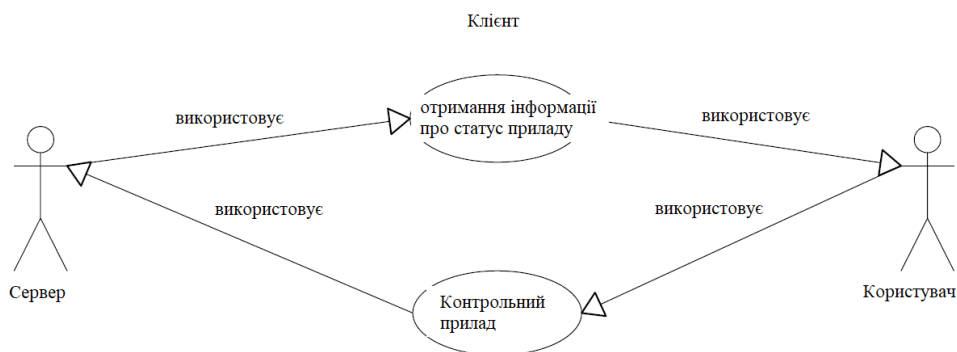 Клієнт
отримання інформації
про статус приладу
використовує
використовує
використовує
використовує
Сервер
Контрольний
прилад
Користувач